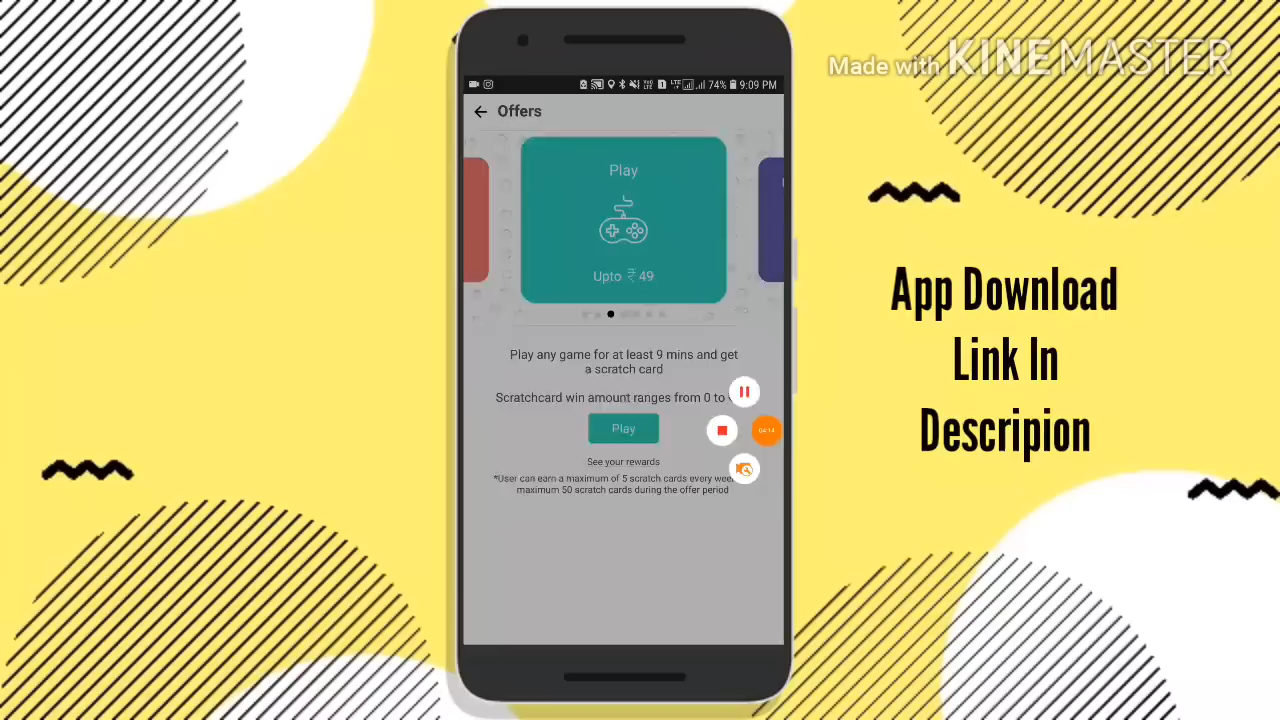 Made with KINEMASTER
74% 9:09 PM
Offers
Play
Upto ₹ 49
Play any game for at least 9 mins and get
a scratch card
Scratchcard win amount ranges from 0 to
Play
04:14
See your rewards
*User can earn a maximum of 5 scratch cards every
maximum 50 scratch cards during the offer period
App Download
Link In
Descripion